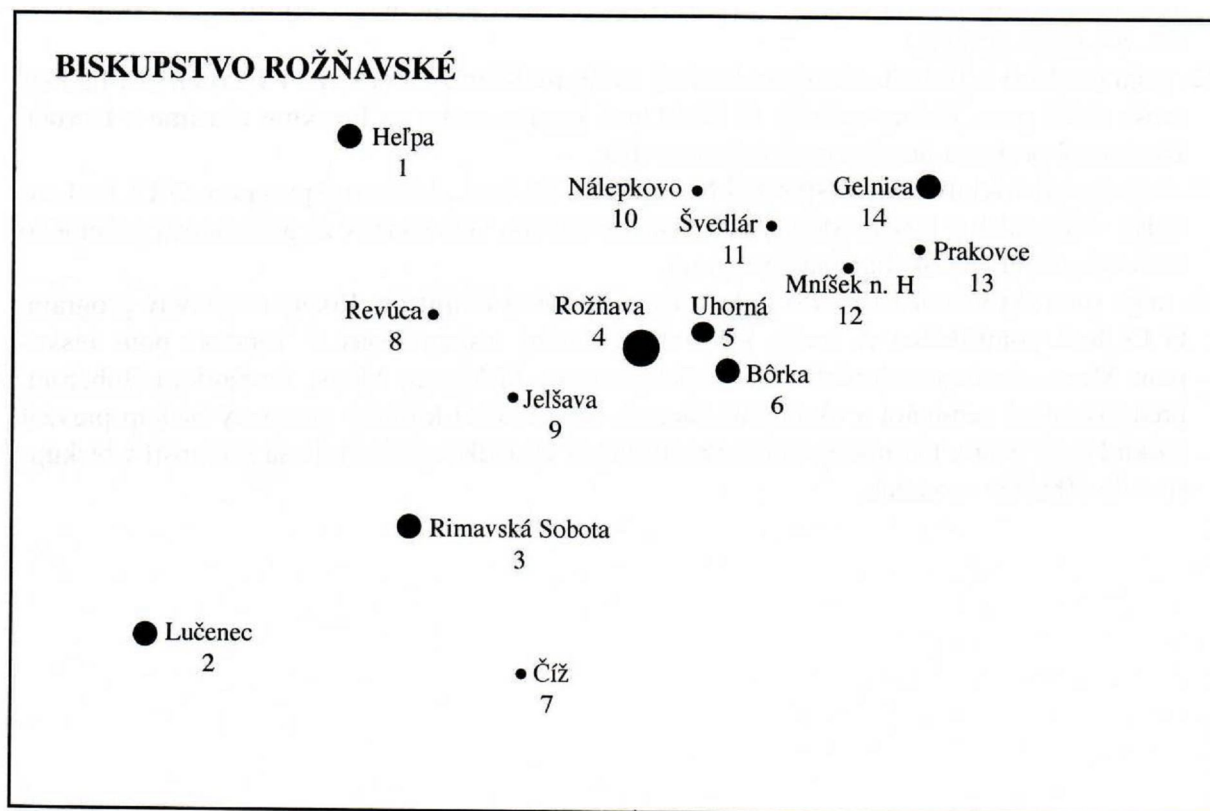 BISKUPSTVO ROŽŇAVSKÉ
Heľpa
1
Nálepkovo
10
Gelnica
14
Švedlár
11
Prakovce
13
Mníšek n. H
12
Revúca
8
Rožňava
4
Uhorná
5
Bôrka
6
Jelšava
9
Rimavská Sobota
3
Lučenec
2
Číž
7